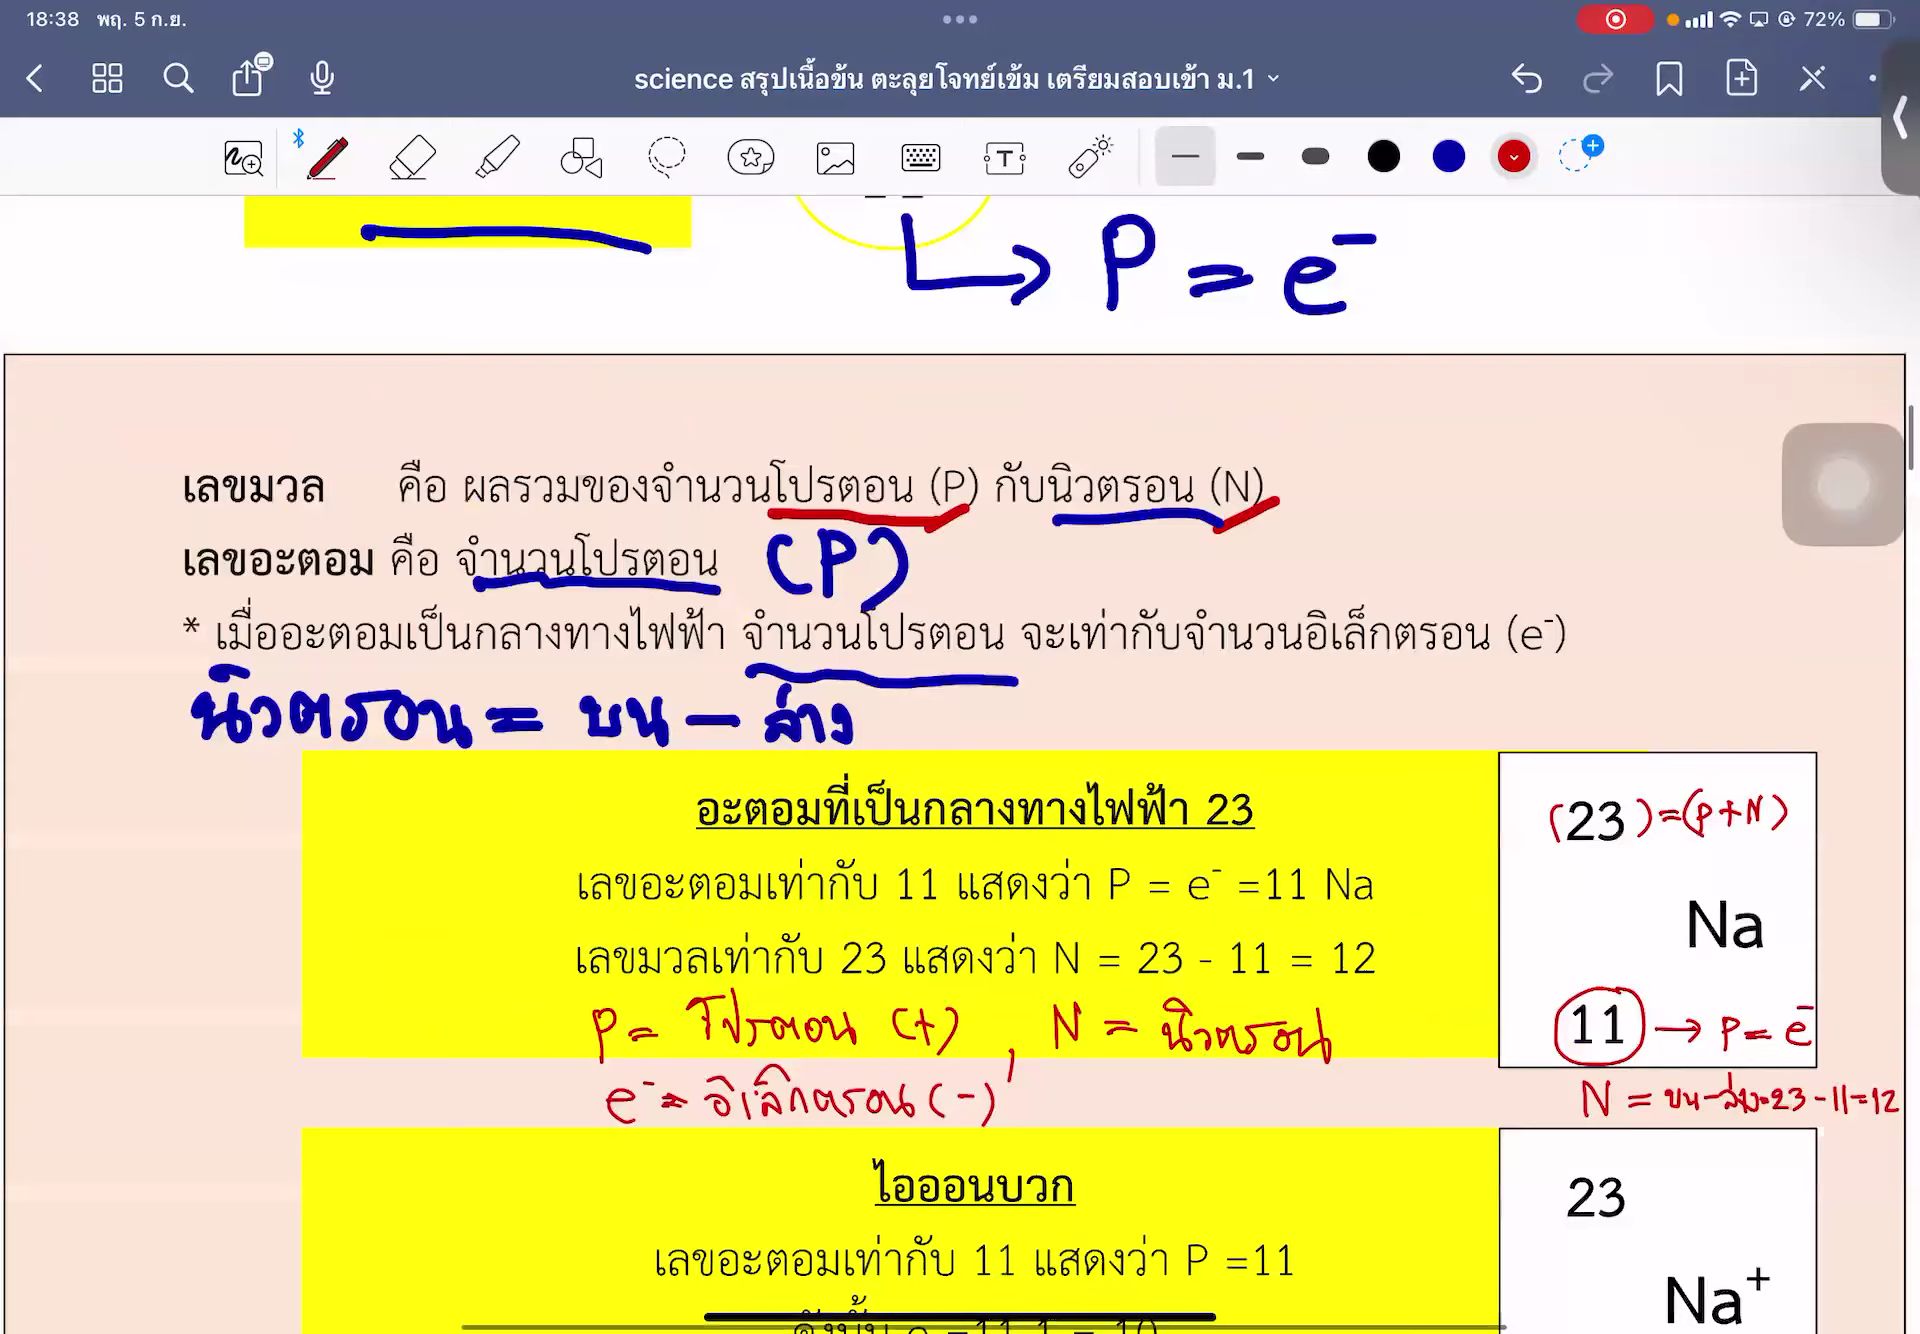 18:38 พฤ. 5 ก.ย.
72%
science สรุปเนื้อข้น ตะลุยโจทย์เข้ม เตรียมสอบเข้า ม.1
P = e⁻
เลขมวล คือ ผลรวมของจำนวนโปรตอน (P) กับนิวตรอน (N)
เลขอะตอม คือ จำนวนโปรตอน (P)
* เมื่ออะตอมเป็นกลางทางไฟฟ้า จำนวนโปรตอน จะเท่ากับจำนวนอิเล็กตรอน (e⁻)
นิวตรอน = บน - ล่าง
อะตอมที่เป็นกลางทางไฟฟ้า 23
เลขอะตอมเท่ากับ 11 แสดงว่า P = e⁻ =11 Na
เลขมวลเท่ากับ 23 แสดงว่า N = 23 - 11 = 12
P = โปรตอน (+) , N = นิวตรอน
e⁻ = อิเล็กตรอน (-)
(23) = (P+N)
Na
11 → P = e⁻
N = บน-ล่าง=23-11=12
ไอออนบวก
เลขอะตอมเท่ากับ 11 แสดงว่า P =11
23
Na⁺